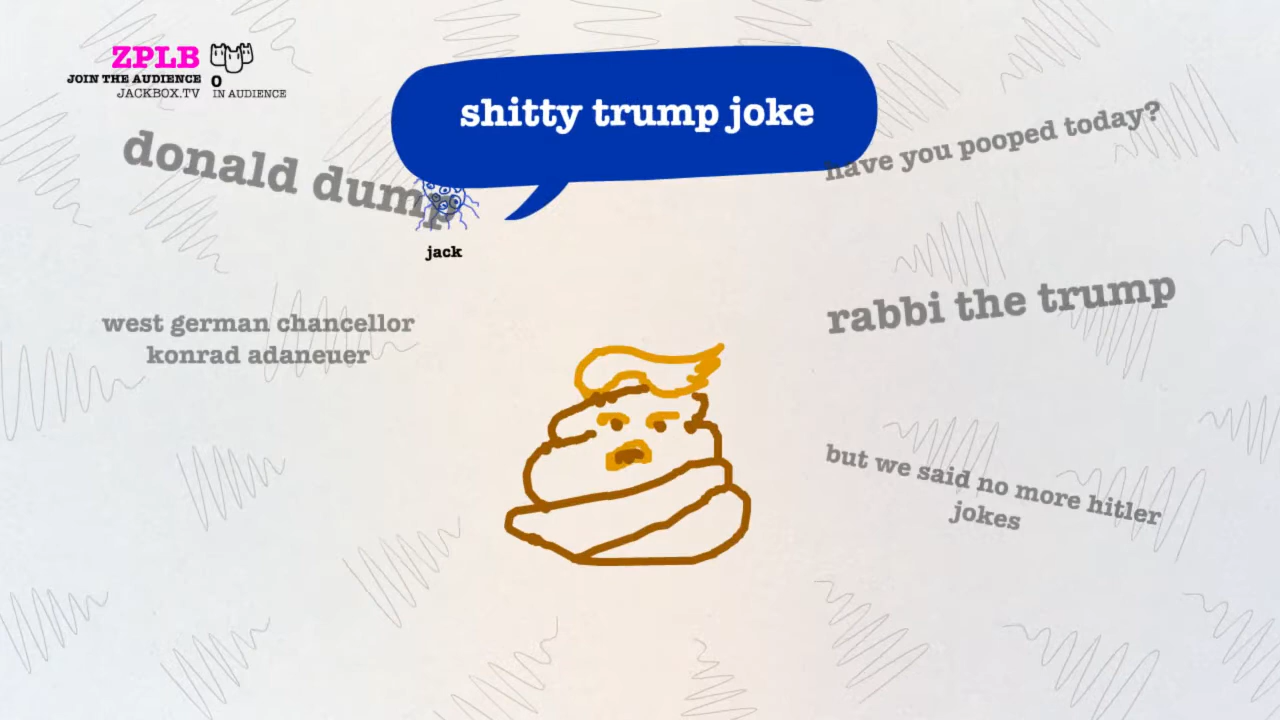 ZPLB
JOIN THE AUDIENCE
JACKBOX.TV
0
IN AUDIENCE
shitty trump joke
donald dump
have you pooped today?
jack
rabbi the trump
west german chancellor
konrad adaneuer
but we said no more hitler
jokes